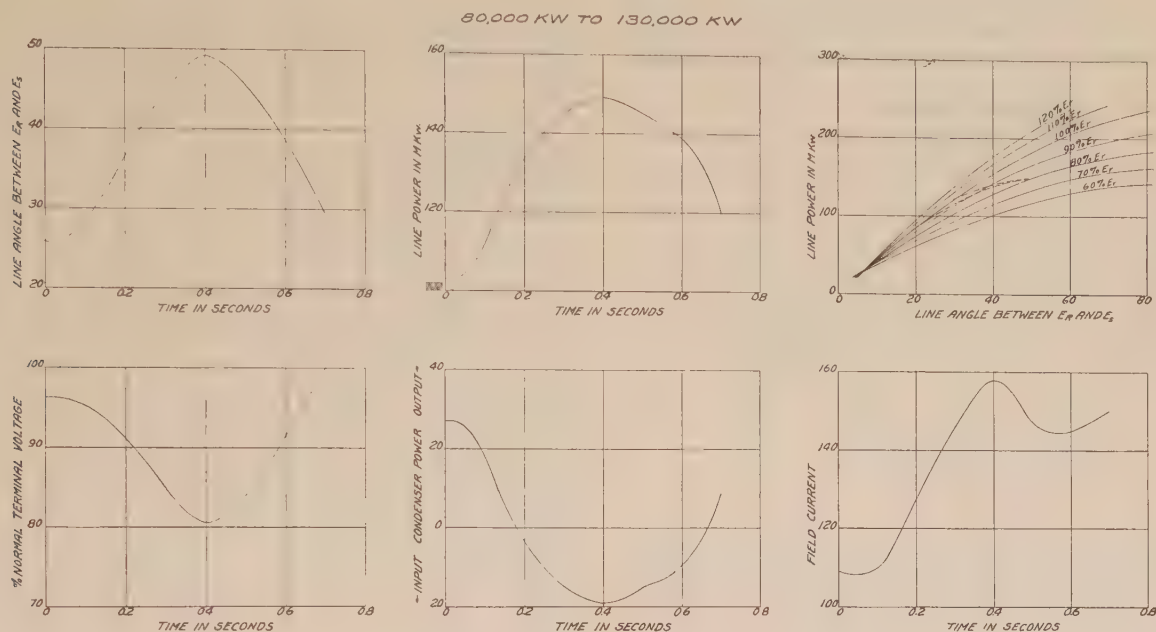 80,000 KW TO 130,000 KW
LINE ANGLE BETWEEN ER AND ES
50
40
30
20
0 0.2 0.4 0.6 0.8
TIME IN SECONDS
LINE POWER IN M KW.
160
140
120
0 0.2 0.4 0.6 0.8
TIME IN SECONDS
LINE POWER IN M KW
300
200
100
0
120% Er
110% Er
100% Er
90% Er
80% Er
70% Er
60% Er
0 20 40 60 80
LINE ANGLE BETWEEN ER AND ES
% NORMAL TERMINAL VOLTAGE
100
90
80
70
0 0.2 0.4 0.6 0.8
TIME IN SECONDS
- INPUT CONDENSER POWER OUTPUT -
40
20
0
20
0 0.2 0.4 0.6 0.8
TIME IN SECONDS
FIELD CURRENT
160
140
120
100
0 0.2 0.4 0.6 0.8
TIME IN SECONDS